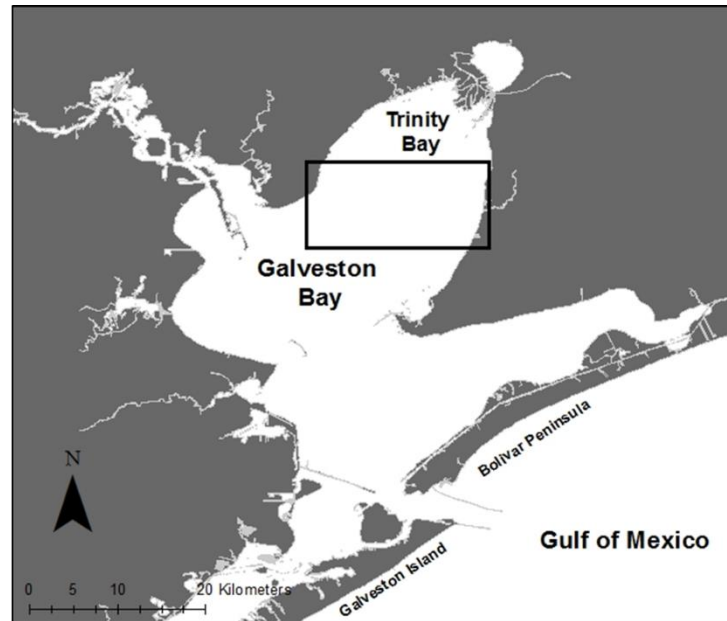 Trinity
Bay
Galveston
Bay
Bolivar Peninsula
N
Gulf of Mexico
Galveston Island
0 5 10 20 Kilometers